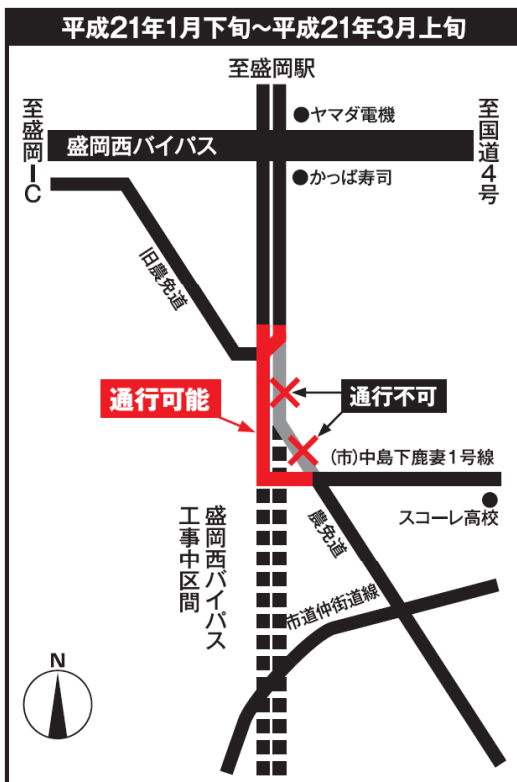 平成21年1月下旬〜平成21年3月上旬
至盛岡駅
至盛岡IC
盛岡西バイパス
●ヤマダ電機
●かっぱ寿司
至国道4号
旧農免道
通行可能
通行不可
(市)中島下鹿妻1号線
スコーレ高校
農免道
盛岡西バイパス
工事中区間
市道仲街道線
N